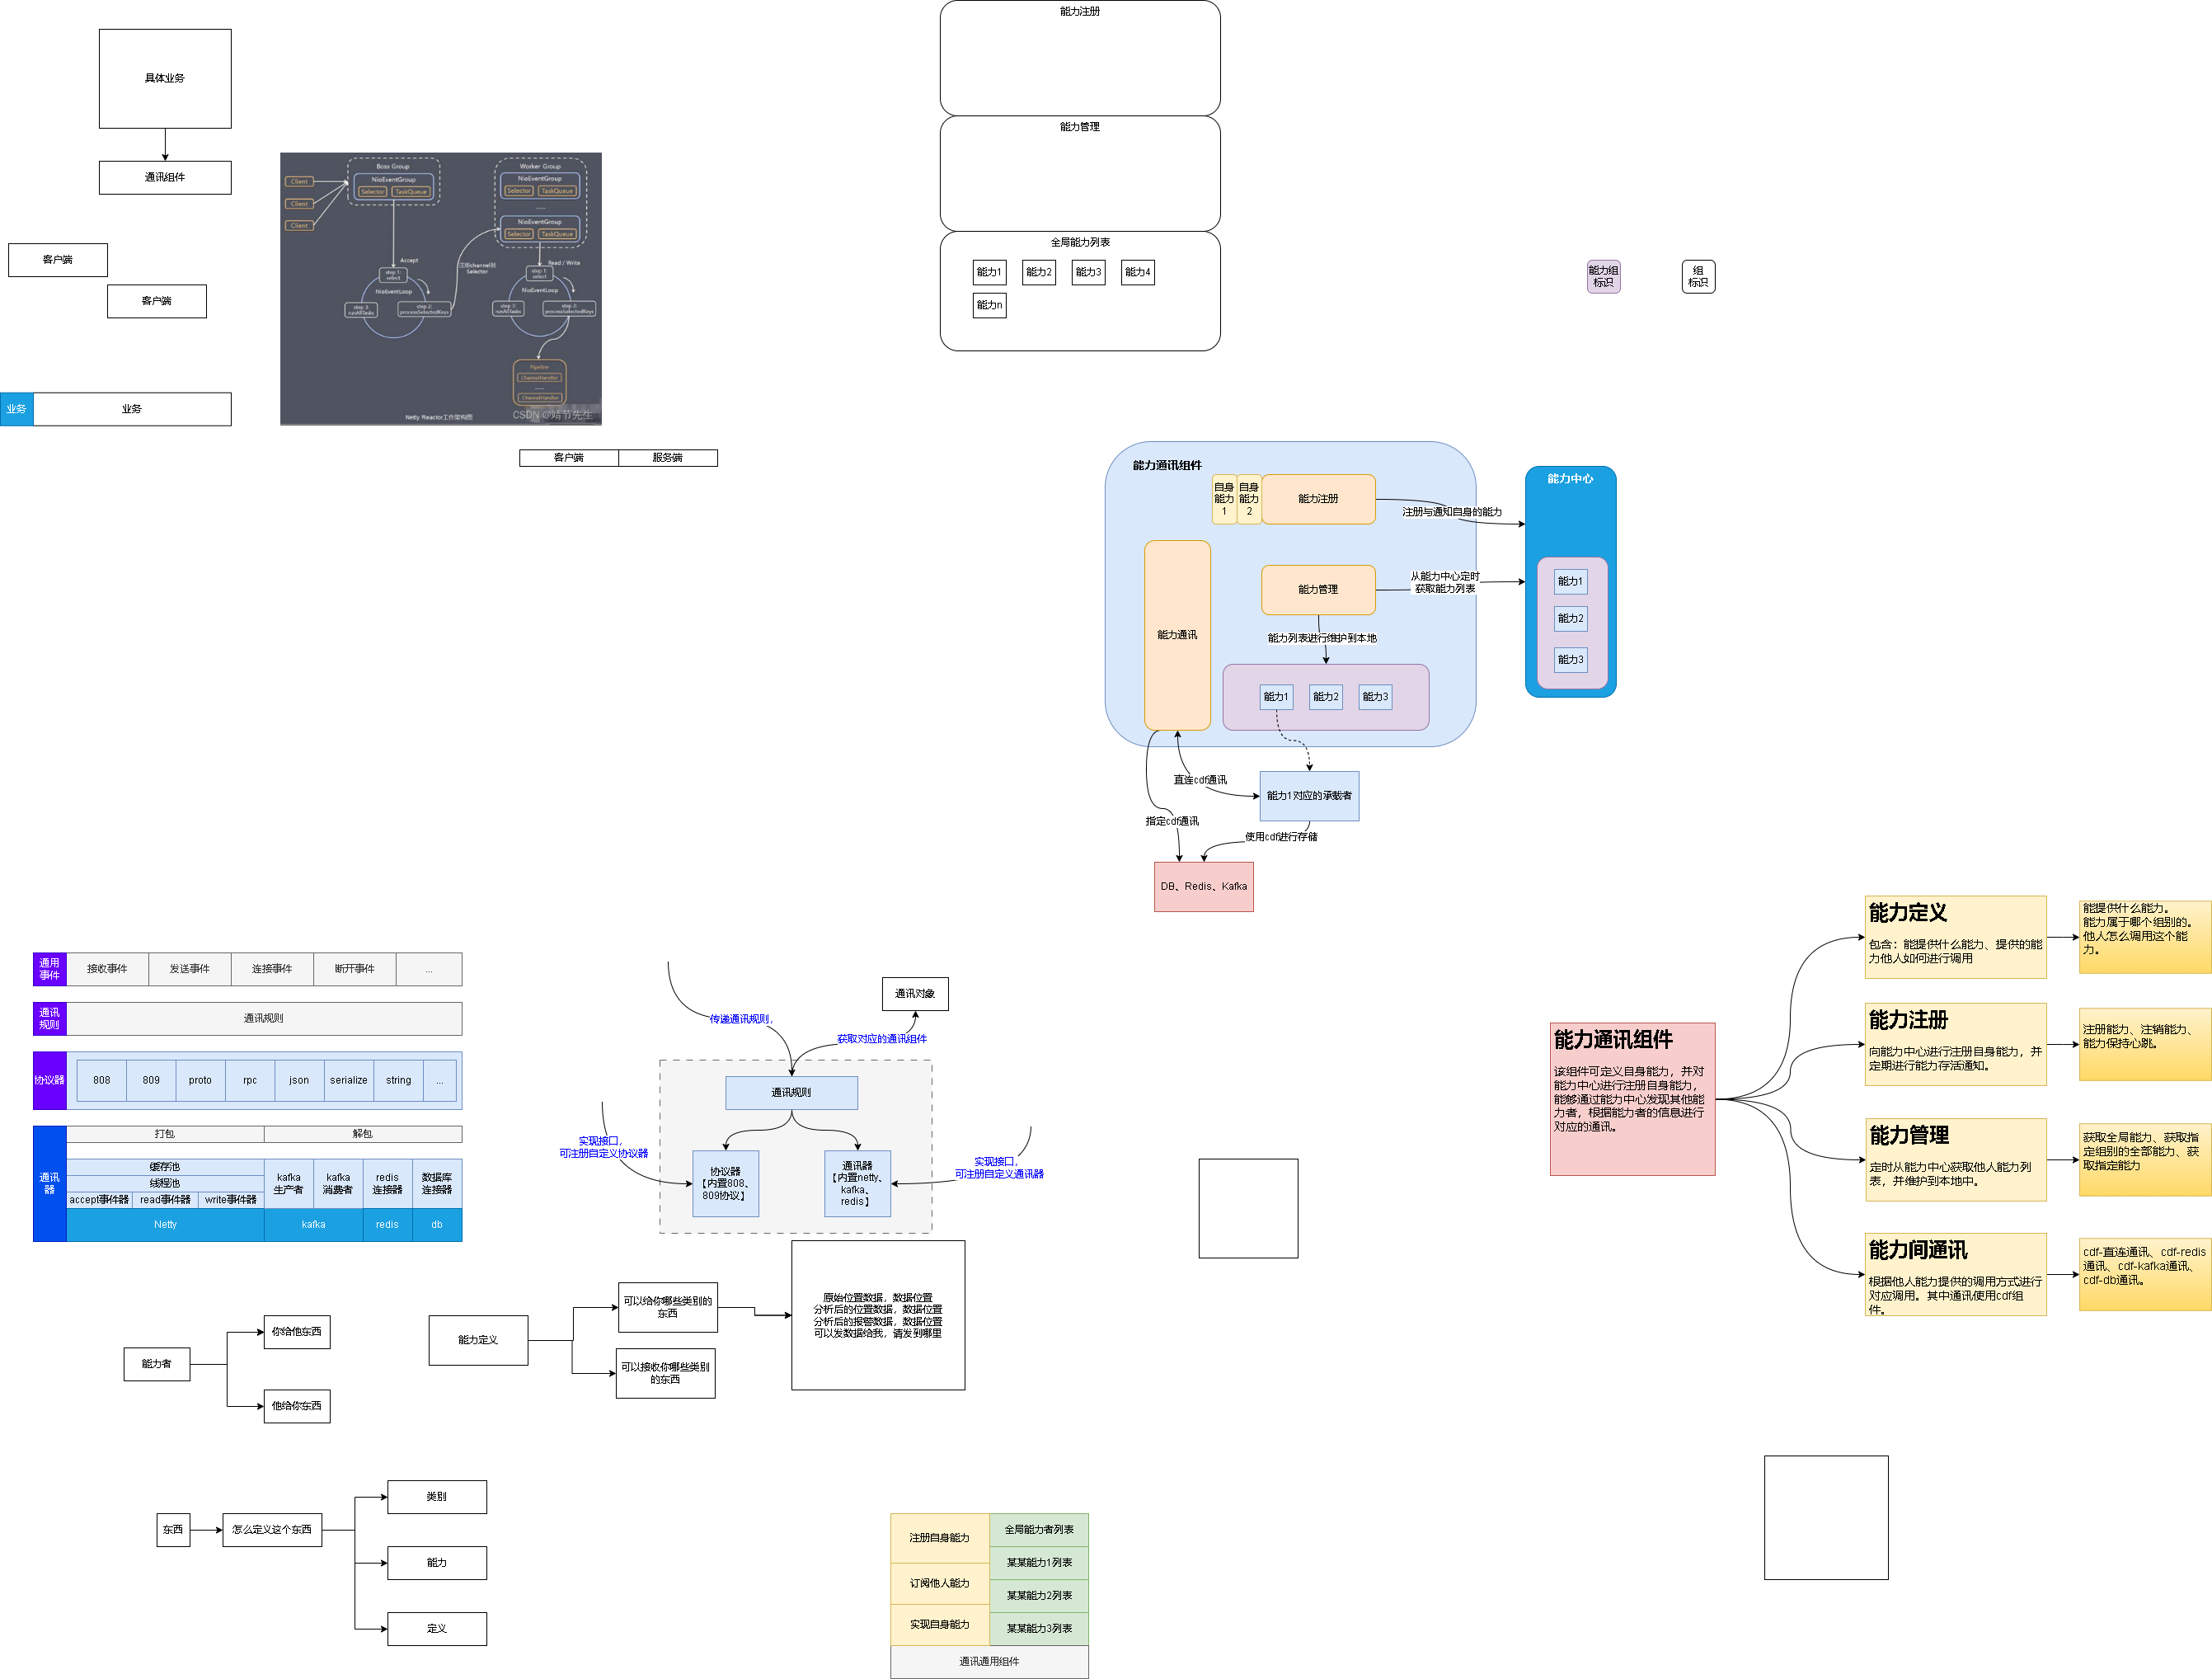 能力注册
具体业务
能力管理
通讯组件
Boss Group
NioEventGroup
Selector
TaskQueue
Client
Client
Client
Worker Group
NioEventGroup
Selector
TaskQueue
......
NioEventGroup
Selector
TaskQueue
Accept
注册channel到
Selector
Read / Write
step 1:
select
NioEventLoop
step 3:
runAllTasks
step 2:
processSelectedKeys
step 1:
select
NioEventLoop
step 3:
runAllTasks
step 2:
processSelectedKeys
Pipeline
ChannelHandler
......
ChannelHandler
Netty Reactor工作架构图
CSDN @靖节先生
客户端
客户端
全局能力列表
能力1
能力2
能力3
能力4
能力n
能力组
标识
组
标识
业务
业务
客户端
服务端
能力通讯组件
自身
能力
1
自身
能力
2
能力注册
注册与通知自身的能力
能力中心
能力1
能力2
能力3
能力管理
从能力中心定时
获取能力列表
能力通讯
能力列表进行维护到本地
能力1
能力2
能力3
直连cdf通讯
能力1对应的承载者
指定cdf通讯
使用cdf进行存储
DB、Redis、Kafka
通用
事件
接收事件
发送事件
连接事件
断开事件
...
通讯
规则
通讯规则
协议器
808
809
proto
rpc
json
serialize
string
...
通讯
器
打包
解包
缓存池
线程池
accept事件器
read事件器
write事件器
kafka
生产者
kafka
消费者
redis
连接器
数据库
连接器
Netty
kafka
redis
db
通讯对象
传递通讯规则，
获取对应的通讯组件
通讯规则
实现接口，
可注册自定义协议器
协议器
【内置808、
809协议】
通讯器
【内置netty、
kafka、
redis】
实现接口，
可注册自定义通讯器
能力通讯组件
该组件可定义自身能力，并对
能力中心进行注册自身能力，
能够通过能力中心发现其他能
力者，根据能力者的信息进行
对应的通讯。
能力定义
包含：能提供什么能力、提供的能
力他人如何进行调用
能提供什么能力。
能力属于哪个组别的。
他人怎么调用这个能
力。
能力注册
向能力中心进行注册自身能力，并
定期进行能力存活通知。
注册能力、注销能力、
能力保持心跳。
能力管理
定时从能力中心获取他人能力列
表，并维护到本地中。
获取全局能力、获取指
定组别的全部能力、获
取指定能力
能力间通讯
根据他人能力提供的调用方式进行
对应调用。其中通讯使用cdf组
件。
cdf-直连通讯、cdf-redis
通讯、cdf-kafka通讯、
cdf-db通讯。
能力者
你给他东西
他给你东西
能力定义
可以给你哪些类别的
东西
可以接收你哪些类别
的东西
原始位置数据，数据位置
分析后的位置数据，数据位置
分析后的报警数据，数据位置
可以发数据给我，请发到哪里
东西
怎么定义这个东西
类别
能力
定义
注册自身能力
订阅他人能力
实现自身能力
全局能力者列表
某某能力1列表
某某能力2列表
某某能力3列表
通讯通用组件